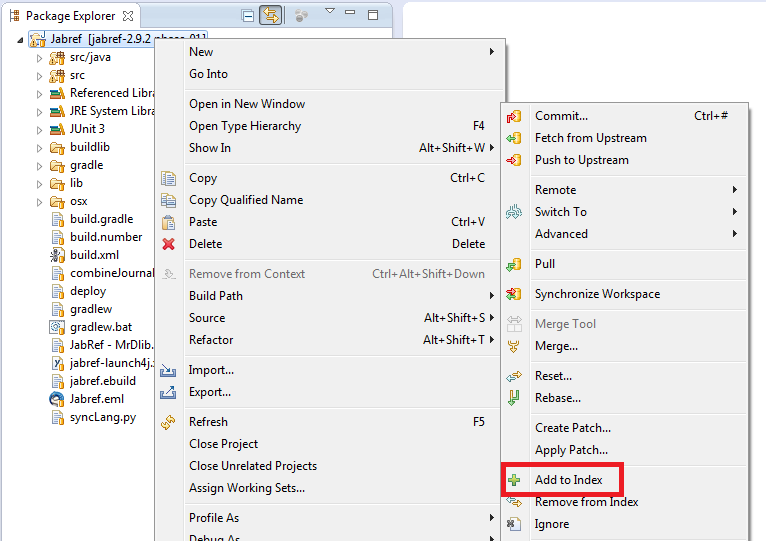 Package Explorer
Jabref [jabref-2.9.2
src/java
src
Referenced Libra
JRE System Libra
JUnit 3
buildlib
gradle
lib
osx
build.gradle
build.number
build.xml
combineJournal
deploy
gradlew
gradlew.bat
JabRef - MrDlib.
jabref-launch4j.
jabref.ebuild
Jabref.eml
syncLang.py
New
Go Into
Open in New Window
Open Type Hierarchy F4
Show In Alt+Shift+W
Copy Ctrl+C
Copy Qualified Name
Paste Ctrl+V
Delete Delete
Remove from Context Ctrl+Alt+Shift+Down
Build Path
Source Alt+Shift+S
Refactor Alt+Shift+T
Import...
Export...
Refresh F5
Close Project
Close Unrelated Projects
Assign Working Sets...
Profile As
Debug As
Commit... Ctrl+#
Fetch from Upstream
Push to Upstream
Remote
Switch To
Advanced
Pull
Synchronize Workspace
Merge Tool
Merge...
Reset...
Rebase...
Create Patch...
Apply Patch...
Add to Index
Remove from Index
Ignore